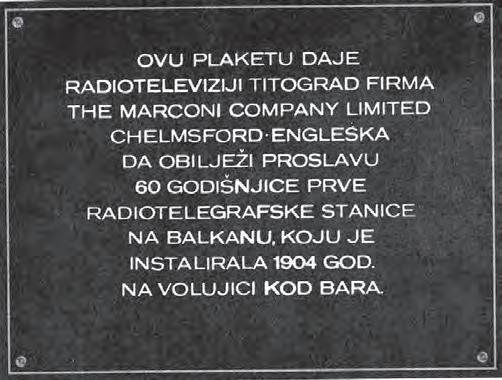 OVU PLAKETU DAJE
RADIOTELEVIZIJI TITOGRAD FIRMA
THE MARCONI COMPANY LIMITED
CHELMSFORD·ENGLESKA
DA OBILJEŽI PROSLAVU
60 GODIŠNJICE PRVE
RADIOTELEGRAFSKE STANICE
NA BALKANU, KOJU JE
INSTALIRALA 1904 GOD.
NA VOLUJICI KOD BARA.